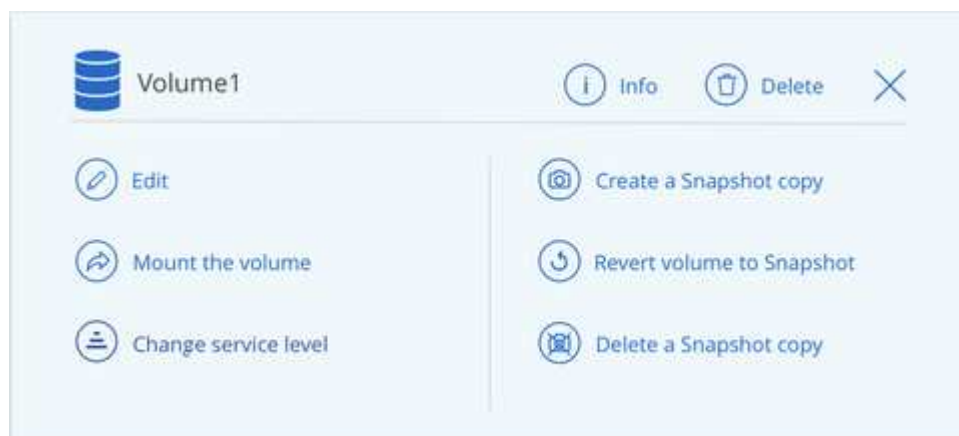 Volume1
Info
Delete
Edit
Mount the volume
Change service level
Create a Snapshot copy
Revert volume to Snapshot
Delete a Snapshot copy